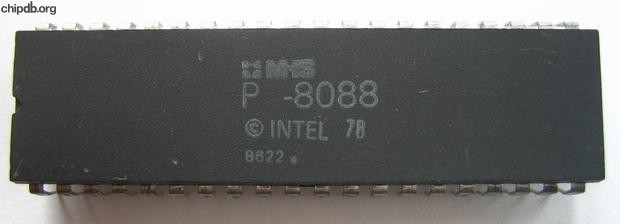 chipdb.org
MHS
P -8088
© INTEL 78
8622